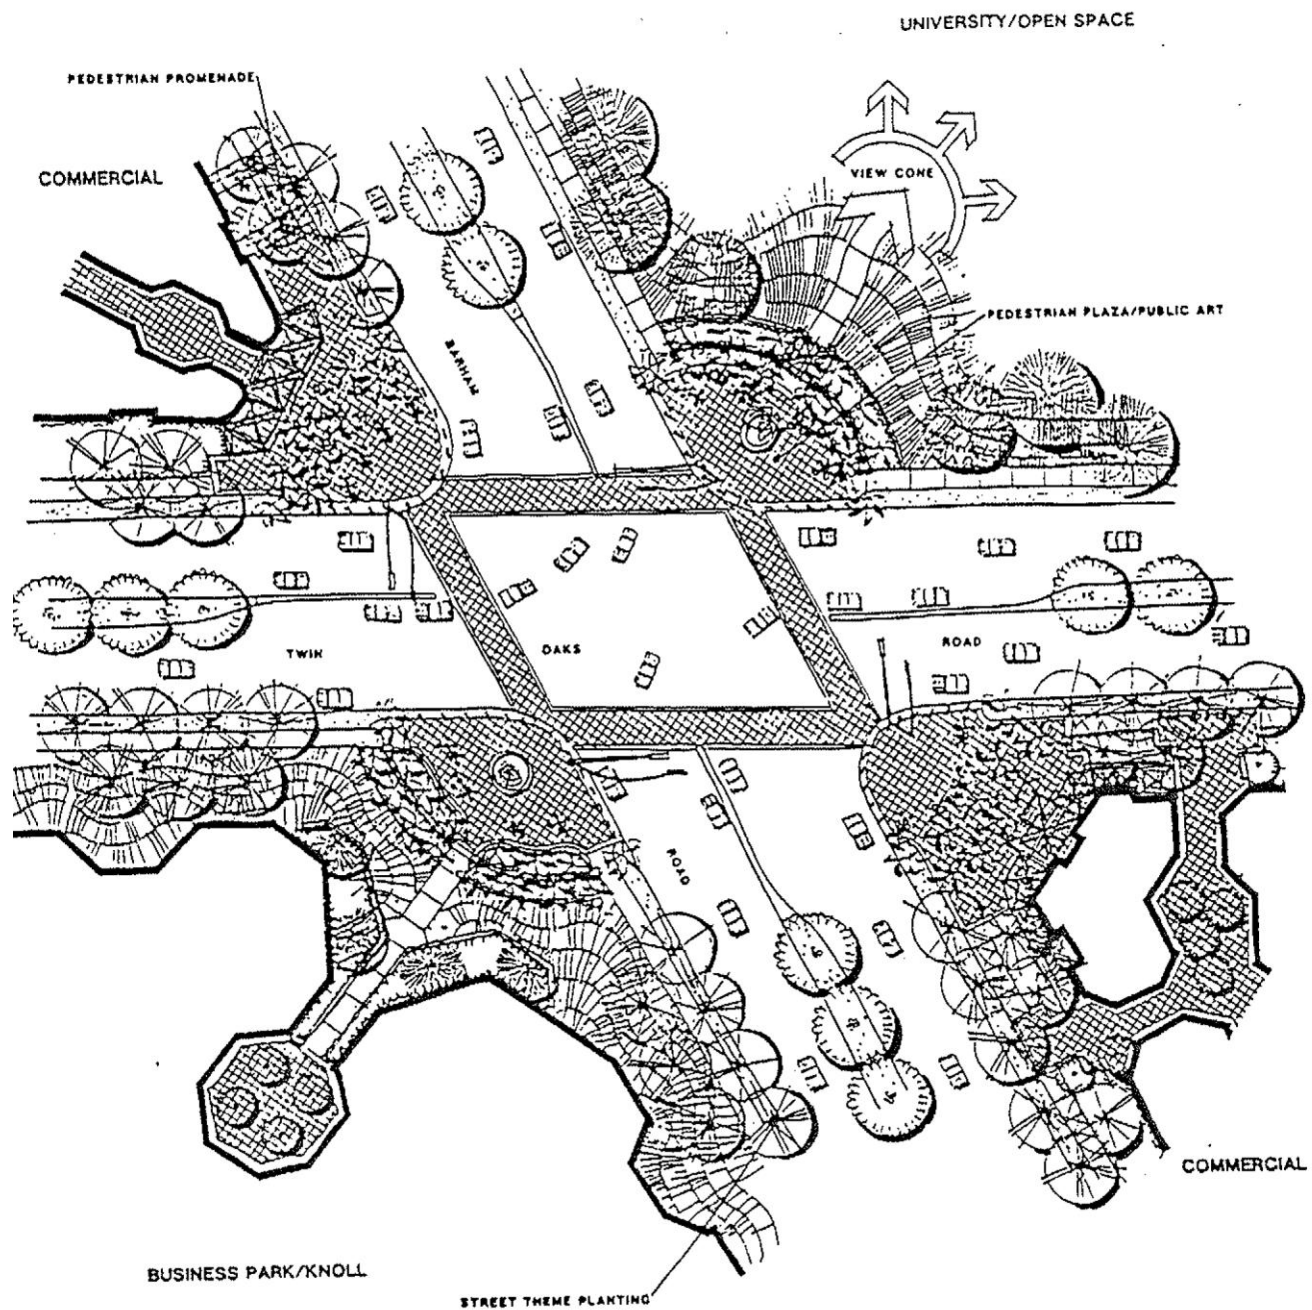 UNIVERSITY/OPEN SPACE
PEDESTRIAN PROMENADE
COMMERCIAL
VIEW CONE
PEDESTRIAN PLAZA/PUBLIC ART
BARHAM
TWIN
OAKS
ROAD
ROAD
COMMERCIAL
BUSINESS PARK/KNOLL
STREET THEME PLANTING